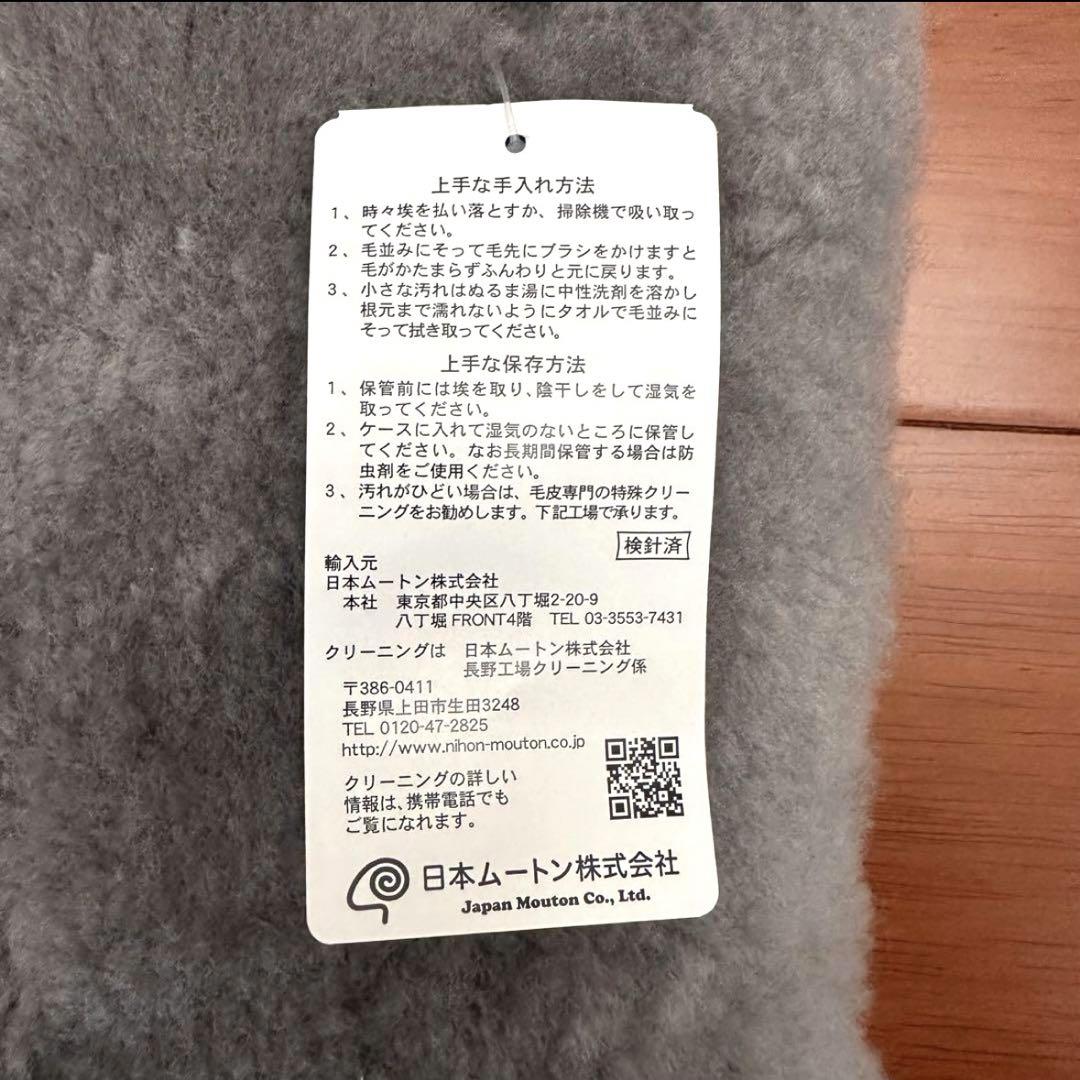 上手な手入れ方法
1、時々埃を払い落とすか、掃除機で吸い取っ
てください。
2、毛並みにそって毛先にブラシをかけますと
毛がかたまらずふんわりと元に戻ります。
3、小さな汚れはぬるま湯に中性洗剤を溶かし
根元まで濡れないようにタオルで毛並みに
そって拭き取ってください。
上手な保存方法
1、保管前には埃を取り、陰干しをして湿気を
取ってください。
2、ケースに入れて湿気のないところに保管し
てください。なお長期間保管する場合は防
虫剤をご使用ください。
3、汚れがひどい場合は、毛皮専門の特殊クリー
ニングをお勧めします。下記工場で承ります。
検針済
輸入元
日本ムートン株式会社
本社 東京都中央区八丁堀2-20-9
八丁堀FRONT4階 TEL 03-3553-7431
クリーニングは 日本ムートン株式会社
長野工場クリーニング係
〒386-0411
長野県上田市生田3248
TEL 0120-47-2825
http://www.nihon-mouton.co.jp
クリーニングの詳しい
情報は、携帯電話でも
ご覧になれます。
日本ムートン株式会社
Japan Mouton Co., Ltd.